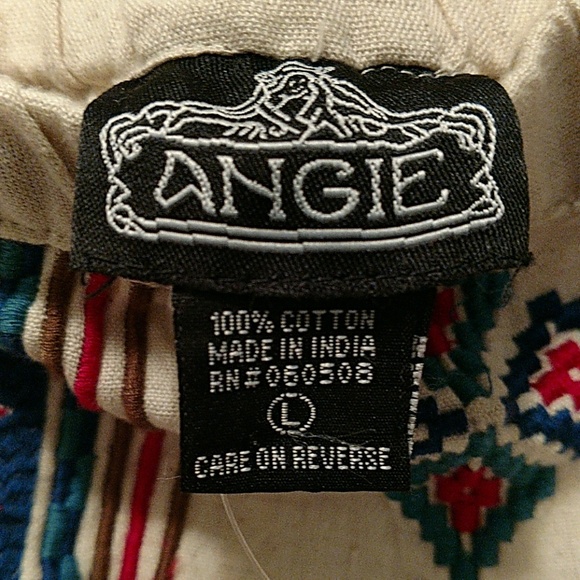 ANGIE
100% COTTON
MADE IN INDIA
RN#060508
L
CARE ON REVERSE